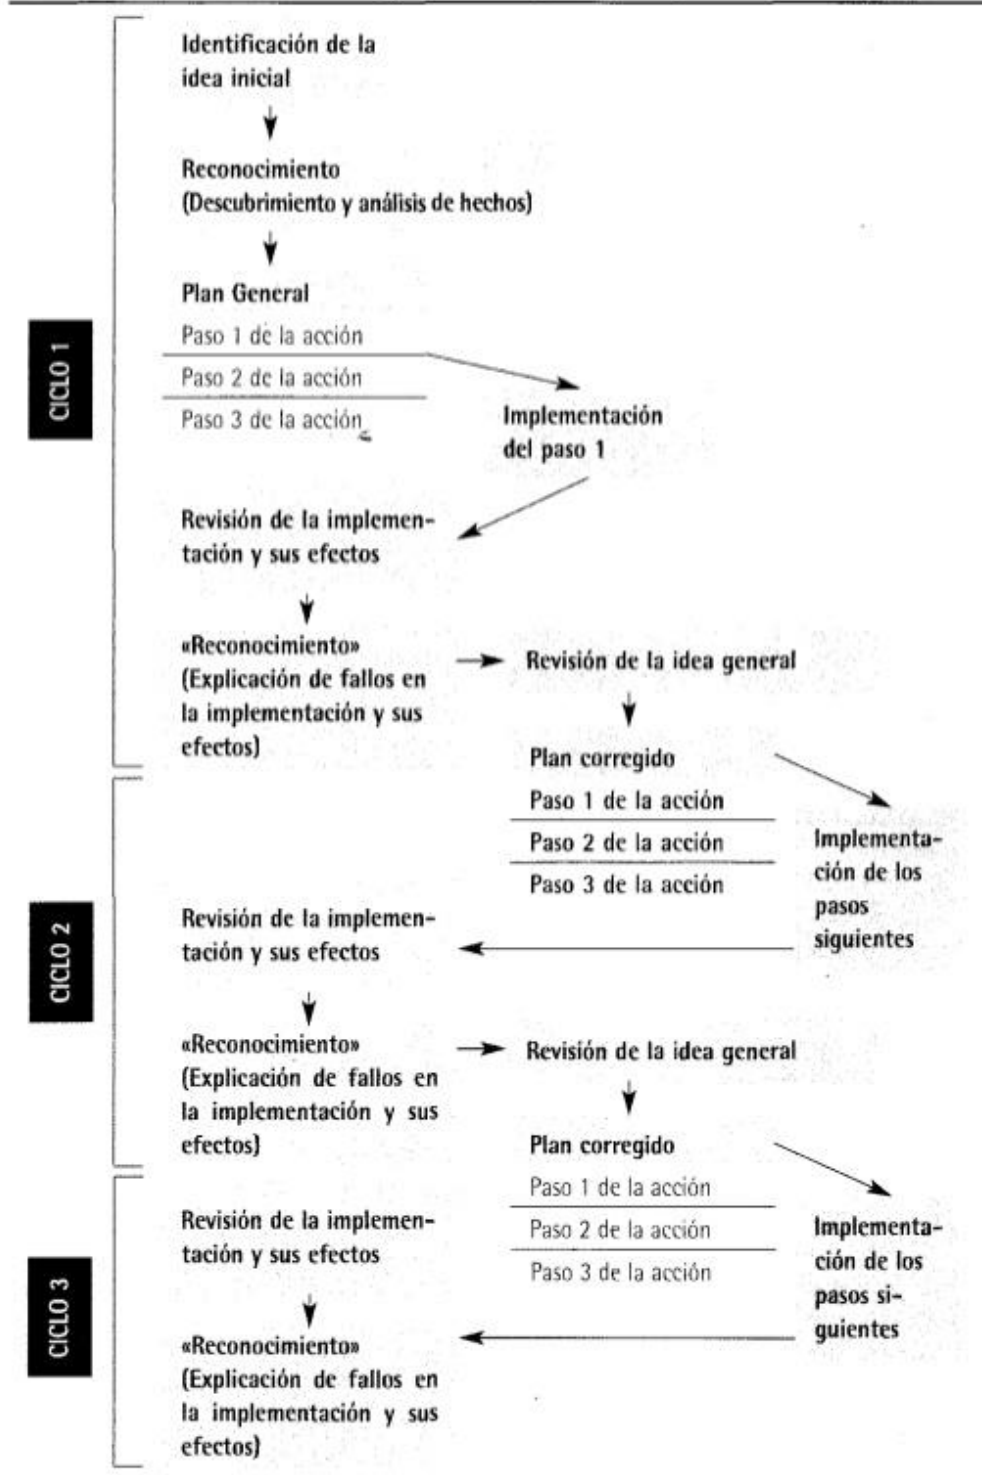 Identificación de la
idea inicial
Reconocimiento
(Descubrimiento y análisis de hechos)
Plan General
Paso 1 de la acción
Paso 2 de la acción
Paso 3 de la acción
CICLO 1
Implementación
del paso 1
Revisión de la implemen-
tación y sus efectos
«Reconocimiento»
(Explicación de fallos en
la implementación y sus
efectos)
Revisión de la idea general
Plan corregido
Paso 1 de la acción
Paso 2 de la acción
Paso 3 de la acción
Implementa-
ción de los
pasos
siguientes
CICLO 2
Revisión de la implemen-
tación y sus efectos
«Reconocimiento»
(Explicación de fallos en
la implementación y sus
efectos)
Revisión de la idea general
Plan corregido
Paso 1 de la acción
Paso 2 de la acción
Paso 3 de la acción
Implementa-
ción de los
pasos si-
guientes
CICLO 3
Revisión de la implemen-
tación y sus efectos
«Reconocimiento»
(Explicación de fallos en
la implementación y sus
efectos)